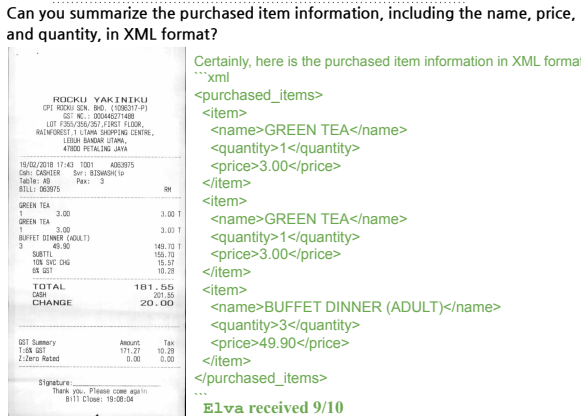 Can you summarize the purchased item information, including the name, price,
and quantity, in XML format?
ROCKU YAKINIKU
CPI ROCKU SDN. BHD. (1096317-P)
GST NO.: 000446271488
LOT F355/356/357,FIRST FLOOR,
RAINFOREST,1 UTAMA SHOPPING CENTRE,
LEBUH BANDAR UTAMA,
47800 PETALING JAYA
19/02/2018 17:43 T001 A063975
Csh: CASHIER Svr: BISWASH(ip
Table: A9 Pax: 3
BILL: 063975 RM
GREEN TEA
1 3.00 3.00 T
GREEN TEA
1 3.00 3.00 T
BUFFET DINNER (ADULT)
3 49.90 149.70 T
SUBTTL 155.70
10% SVC CHG 15.57
6% GST 10.28
TOTAL 181.55
CASH 201.55
CHANGE 20.00
GST Summary Amount Tax
T:6% GST 171.27 10.28
Z:Zero Rated 0.00 0.00
Signature:
Thank you. Please come again
Bill Close: 19:08:04
Certainly, here is the purchased item information in XML format
```xml
<purchased_items>
<item>
<name>GREEN TEA</name>
<quantity>1</quantity>
<price>3.00</price>
</item>
<item>
<name>GREEN TEA</name>
<quantity>1</quantity>
<price>3.00</price>
</item>
<item>
<name>BUFFET DINNER (ADULT)</name>
<quantity>3</quantity>
<price>49.90</price>
</item>
</purchased_items>
```
Elva received 9/10